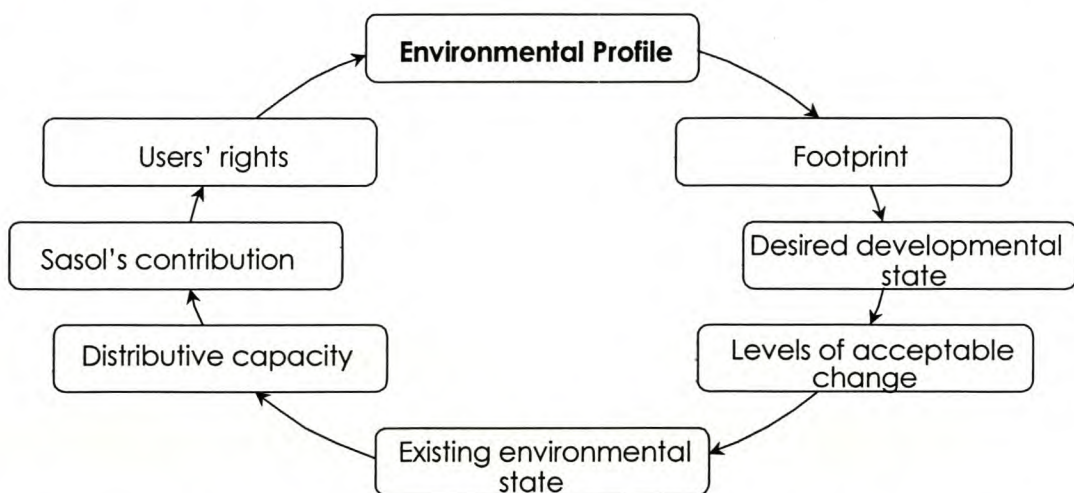 Environmental Profile
Footprint
Desired developmental
state
Levels of acceptable
change
Existing environmental
state
Distributive capacity
Sasol's contribution
Users' rights